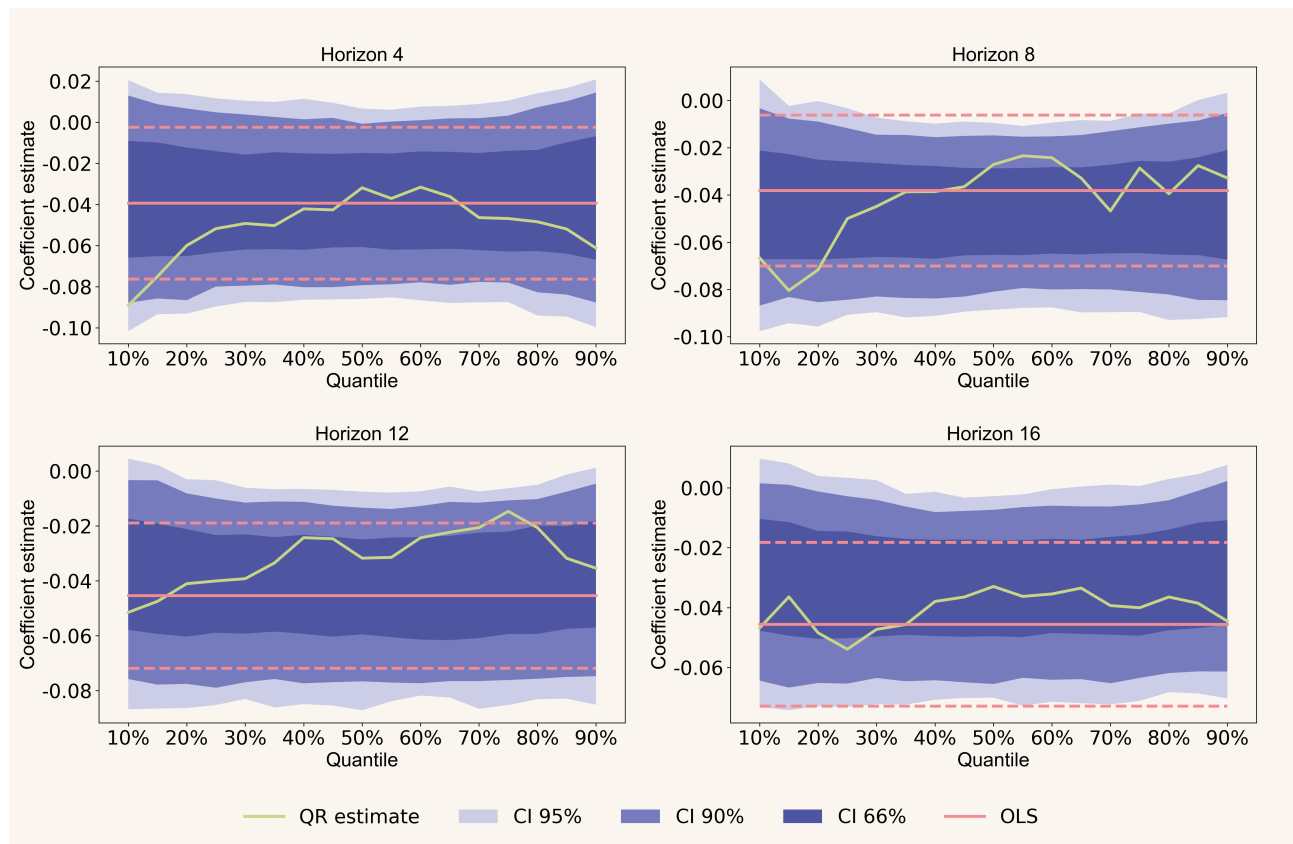 Horizon 4
Coefficient estimate
0.02
0.00
-0.02
-0.04
-0.06
-0.08
-0.10
10% 20% 30% 40% 50% 60% 70% 80% 90%
Quantile
Horizon 8
Coefficient estimate
0.00
-0.02
-0.04
-0.06
-0.08
-0.10
10% 20% 30% 40% 50% 60% 70% 80% 90%
Quantile
Horizon 12
Coefficient estimate
0.00
-0.02
-0.04
-0.06
-0.08
10% 20% 30% 40% 50% 60% 70% 80% 90%
Quantile
Horizon 16
Coefficient estimate
0.00
-0.02
-0.04
-0.06
10% 20% 30% 40% 50% 60% 70% 80% 90%
Quantile
QR estimate CI 95% CI 90% CI 66% OLS